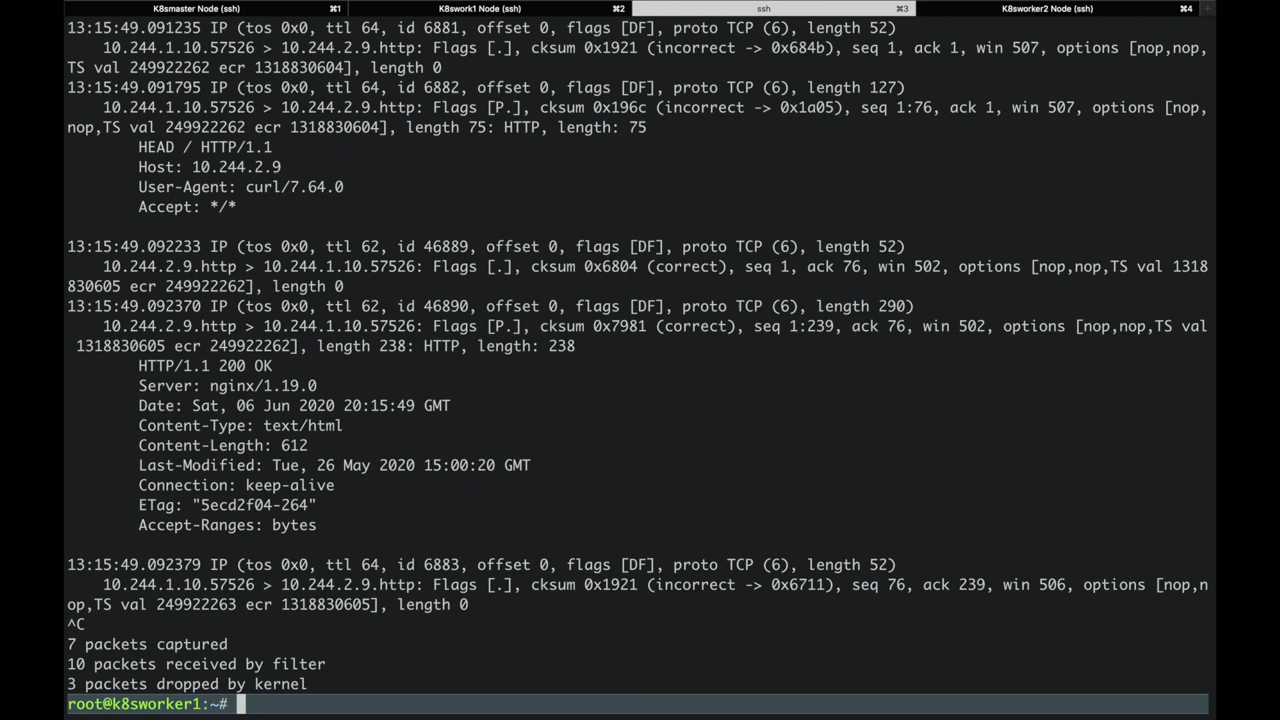 K8smaster Node (ssh) ⌘1 K8swork1 Node (ssh) ⌘2 ssh ⌘3 K8sworker2 Node (ssh) ⌘4 +
13:15:49.091235 IP (tos 0x0, ttl 64, id 6881, offset 0, flags [DF], proto TCP (6), length 52)
10.244.1.10.57526 > 10.244.2.9.http: Flags [.], cksum 0x1921 (incorrect -> 0x684b), seq 1, ack 1, win 507, options [nop,nop,
TS val 249922262 ecr 1318830604], length 0
13:15:49.091795 IP (tos 0x0, ttl 64, id 6882, offset 0, flags [DF], proto TCP (6), length 127)
10.244.1.10.57526 > 10.244.2.9.http: Flags [P.], cksum 0x196c (incorrect -> 0x1a05), seq 1:76, ack 1, win 507, options [nop,
nop,TS val 249922262 ecr 1318830604], length 75: HTTP, length: 75
HEAD / HTTP/1.1
Host: 10.244.2.9
User-Agent: curl/7.64.0
Accept: */*
13:15:49.092233 IP (tos 0x0, ttl 62, id 46889, offset 0, flags [DF], proto TCP (6), length 52)
10.244.2.9.http > 10.244.1.10.57526: Flags [.], cksum 0x6804 (correct), seq 1, ack 76, win 502, options [nop,nop,TS val 1318
830605 ecr 249922262], length 0
13:15:49.092370 IP (tos 0x0, ttl 62, id 46890, offset 0, flags [DF], proto TCP (6), length 290)
10.244.2.9.http > 10.244.1.10.57526: Flags [P.], cksum 0x7981 (correct), seq 1:239, ack 76, win 502, options [nop,nop,TS val
1318830605 ecr 249922262], length 238: HTTP, length: 238
HTTP/1.1 200 OK
Server: nginx/1.19.0
Date: Sat, 06 Jun 2020 20:15:49 GMT
Content-Type: text/html
Content-Length: 612
Last-Modified: Tue, 26 May 2020 15:00:20 GMT
Connection: keep-alive
ETag: "5ecd2f04-264"
Accept-Ranges: bytes
13:15:49.092379 IP (tos 0x0, ttl 64, id 6883, offset 0, flags [DF], proto TCP (6), length 52)
10.244.1.10.57526 > 10.244.2.9.http: Flags [.], cksum 0x1921 (incorrect -> 0x6711), seq 76, ack 239, win 506, options [nop,n
op,TS val 249922263 ecr 1318830605], length 0
^C
7 packets captured
10 packets received by filter
3 packets dropped by kernel
root@k8sworker1:~#